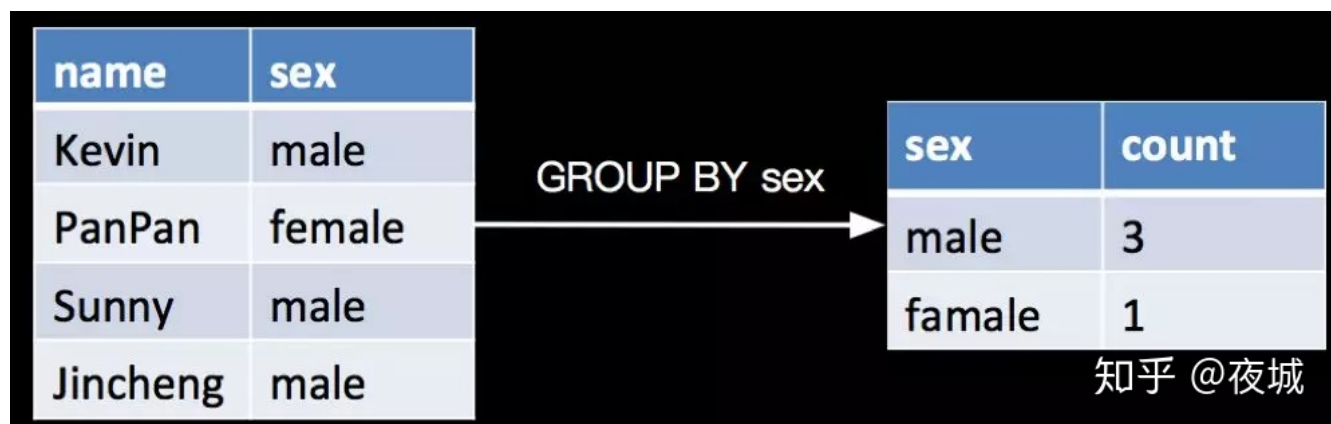 name sex
Kevin male
PanPan female
Sunny male
Jincheng male
GROUP BY sex
sex count
male 3
famale 1
知乎 @夜城